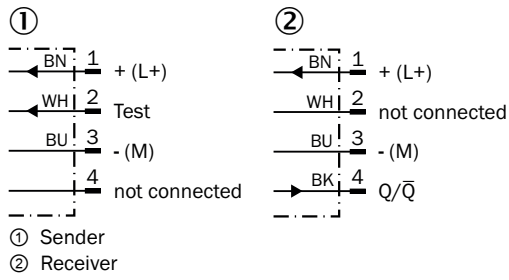 ① ②
BN 1 + (L+) BN 1 + (L+)
WH 2 Test WH 2 not connected
BU 3 - (M) BU 3 - (M)
4 not connected BK 4 Q/Q̅
① Sender
② Receiver